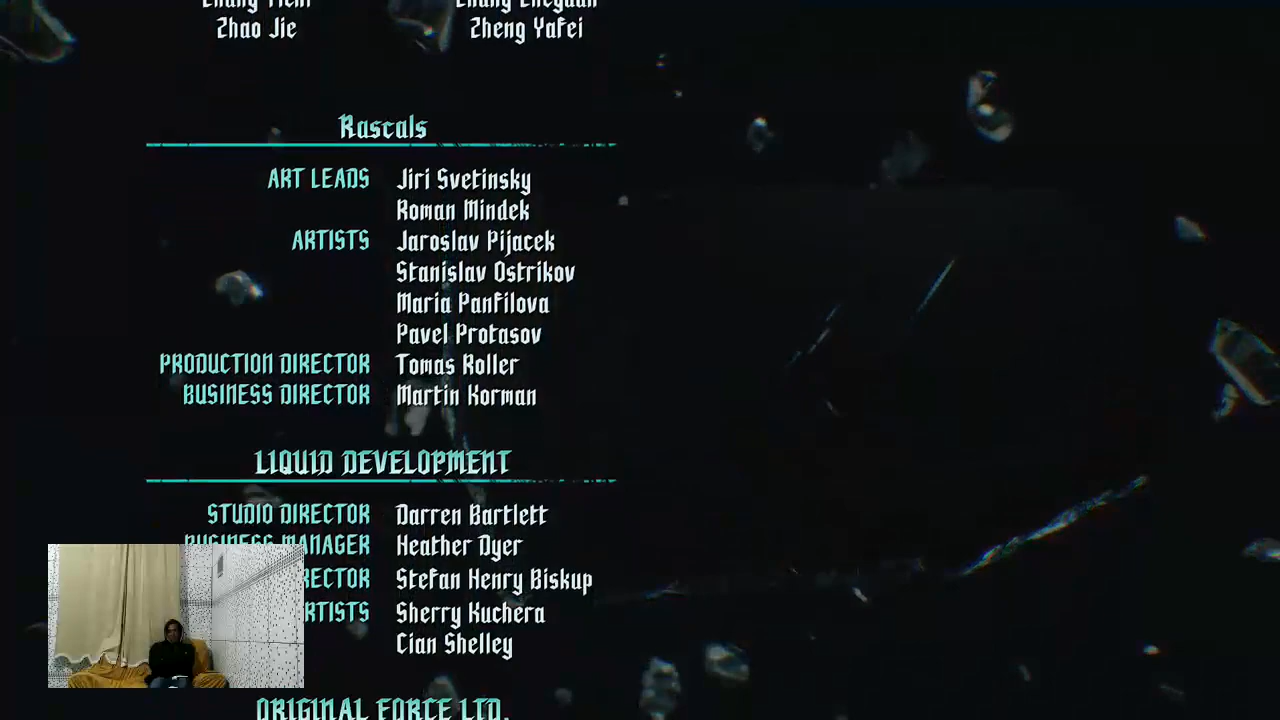 Zhao Jie Zheng Yafei
Rascals
ART LEADS Jiri Svetinsky
Roman Mindek
ARTISTS Jaroslav Pijacek
Stanislav Ostrikov
Maria Panfilova
Pavel Protasov
PRODUCTION DIRECTOR Tomas Roller
BUSINESS DIRECTOR Martin Korman
LIQUID DEVELOPMENT
STUDIO DIRECTOR Darren Bartlett
BUSINESS MANAGER Heather Dyer
Stefan Henry Biskup
Sherry Kuchera
Cian Shelley
ORIGINAL FORCE LTD.